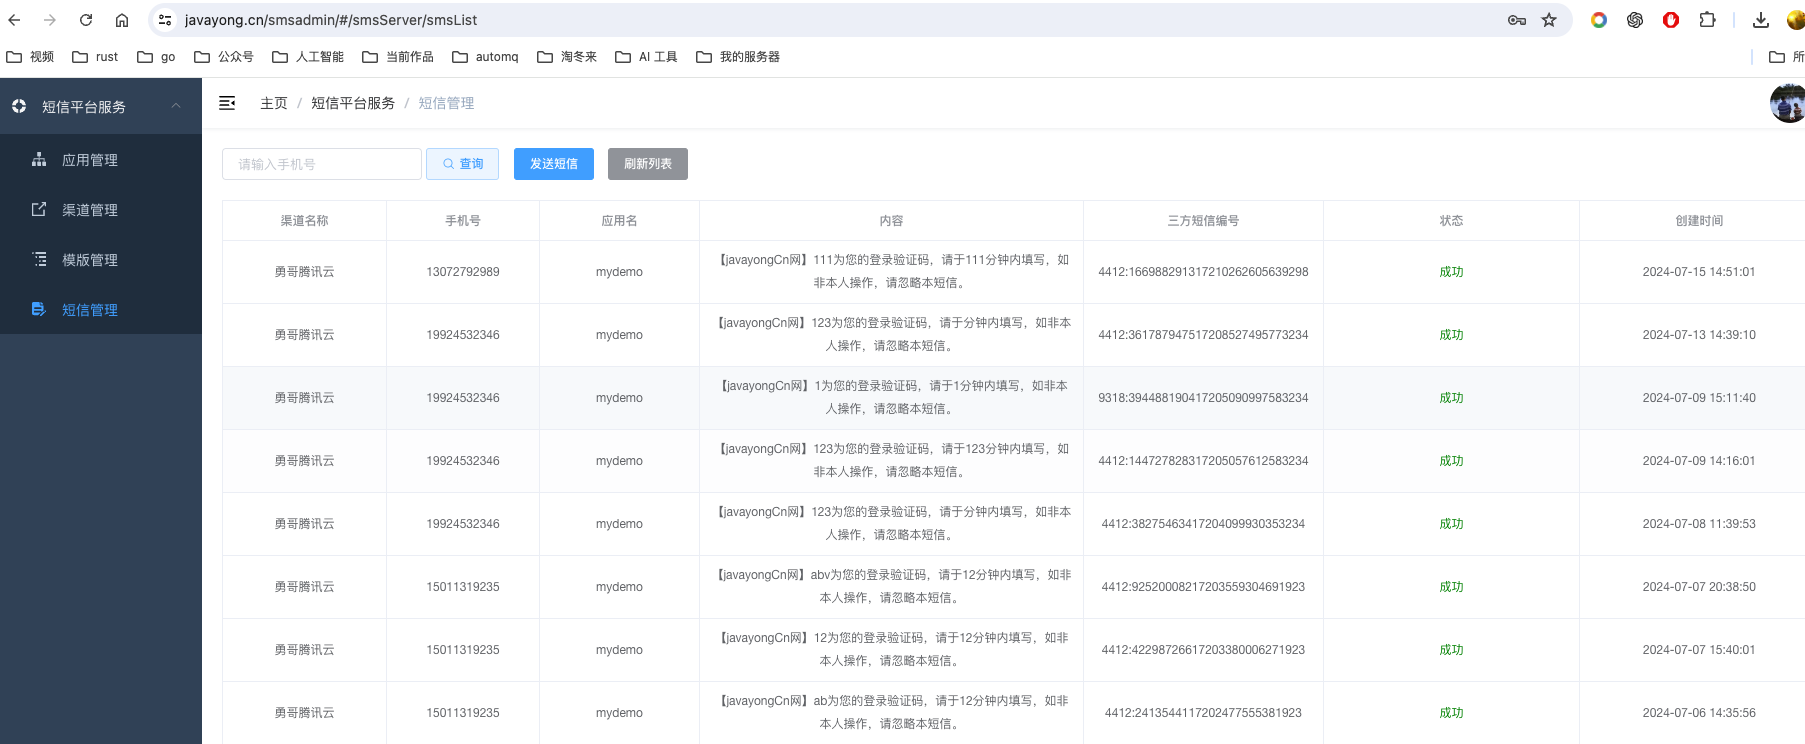 javayong.cn/smsadmin/#/smsServer/smsList
视频 rust go 公众号 人工智能 当前作品 automq 淘冬来 AI 工具 我的服务器 所
短信平台服务
应用管理
渠道管理
模版管理
短信管理
主页 / 短信平台服务 / 短信管理
请输入手机号 查询 发送短信 刷新列表
渠道名称 手机号 应用名 内容 三方短信编号 状态 创建时间
勇哥腾讯云 13072792989 mydemo 【javayongCn网】111为您的登录验证码，请于111分钟内填写，如
非本人操作，请忽略本短信。 4412:166988291317210262605639298 成功 2024-07-15 14:51:01
勇哥腾讯云 19924532346 mydemo 【javayongCn网】123为您的登录验证码，请于分钟内填写，如非本
人操作，请忽略本短信。 4412:361787947517208527495773234 成功 2024-07-13 14:39:10
勇哥腾讯云 19924532346 mydemo 【javayongCn网】1为您的登录验证码，请于1分钟内填写，如非本
人操作，请忽略本短信。 9318:394488190417205090997583234 成功 2024-07-09 15:11:40
勇哥腾讯云 19924532346 mydemo 【javayongCn网】123为您的登录验证码，请于123分钟内填写，如
非本人操作，请忽略本短信。 4412:144727828317205057612583234 成功 2024-07-09 14:16:01
勇哥腾讯云 19924532346 mydemo 【javayongCn网】123为您的登录验证码，请于分钟内填写，如非本
人操作，请忽略本短信。 4412:38275463417204099930353234 成功 2024-07-08 11:39:53
勇哥腾讯云 15011319235 mydemo 【javayongCn网】abv为您的登录验证码，请于12分钟内填写，如非
本人操作，请忽略本短信。 4412:92520008217203559304691923 成功 2024-07-07 20:38:50
勇哥腾讯云 15011319235 mydemo 【javayongCn网】12为您的登录验证码，请于12分钟内填写，如非
本人操作，请忽略本短信。 4412:42298726617203380006271923 成功 2024-07-07 15:40:01
勇哥腾讯云 15011319235 mydemo 【javayongCn网】ab为您的登录验证码，请于12分钟内填写，如非
本人操作，请忽略本短信。 4412:2413544117202477555381923 成功 2024-07-06 14:35:56